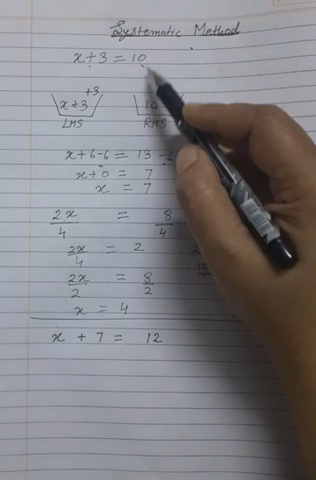 Systematic Method
x + 3 = 10
+3
x+3 10
LHS RHS
x + 6 - 6 = 13 - 6
x + 0 = 7
x = 7
2x/4 = 8/4
2x/4 = 2
2x/2 = 8/2
x = 4
x + 7 = 12